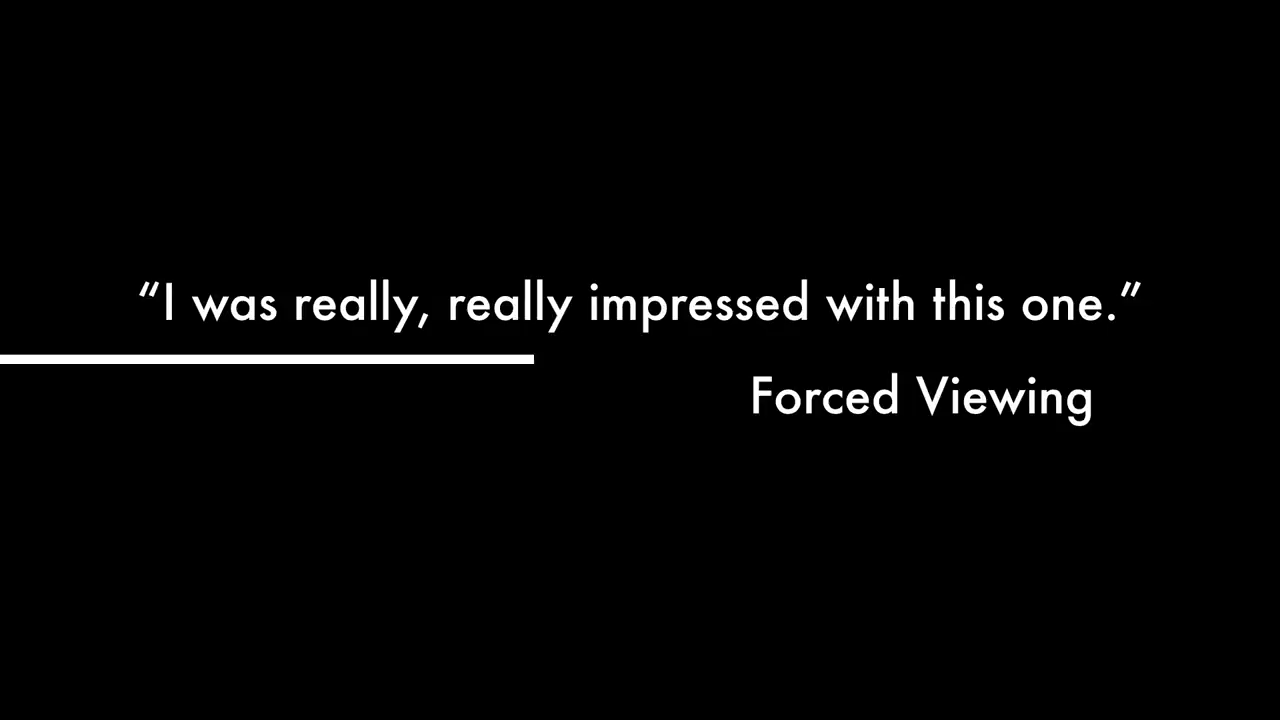 “I was really, really impressed with this one.”
Forced Viewing